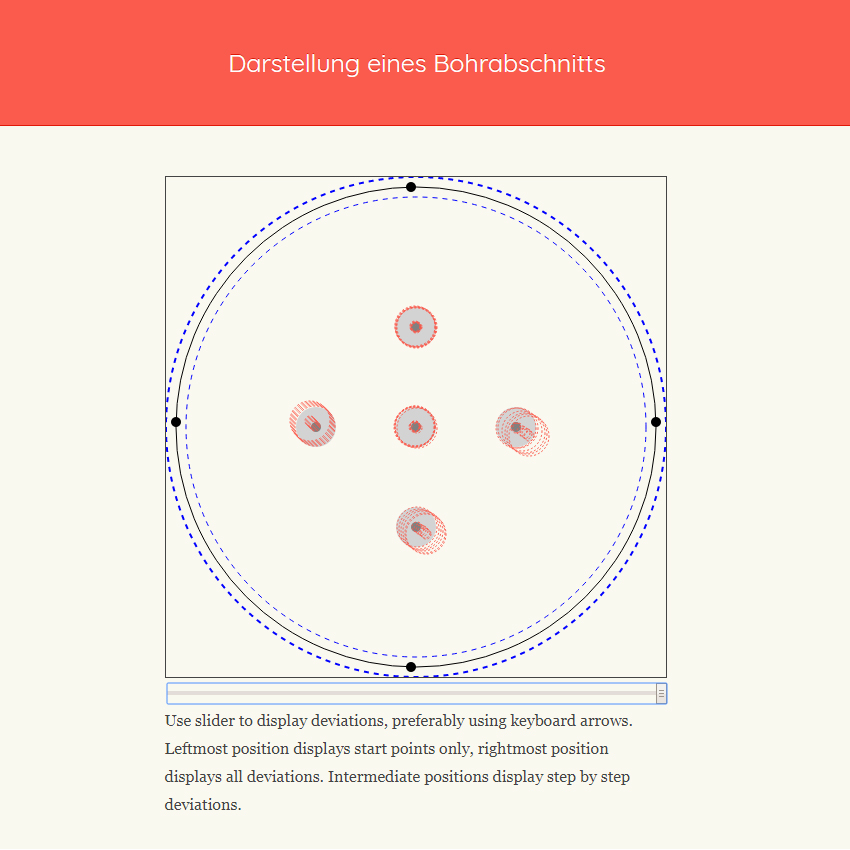 Darstellung eines Bohrabschnitts
Use slider to display deviations, preferably using keyboard arrows.
Leftmost position displays start points only, rightmost position
displays all deviations. Intermediate positions display step by step
deviations.